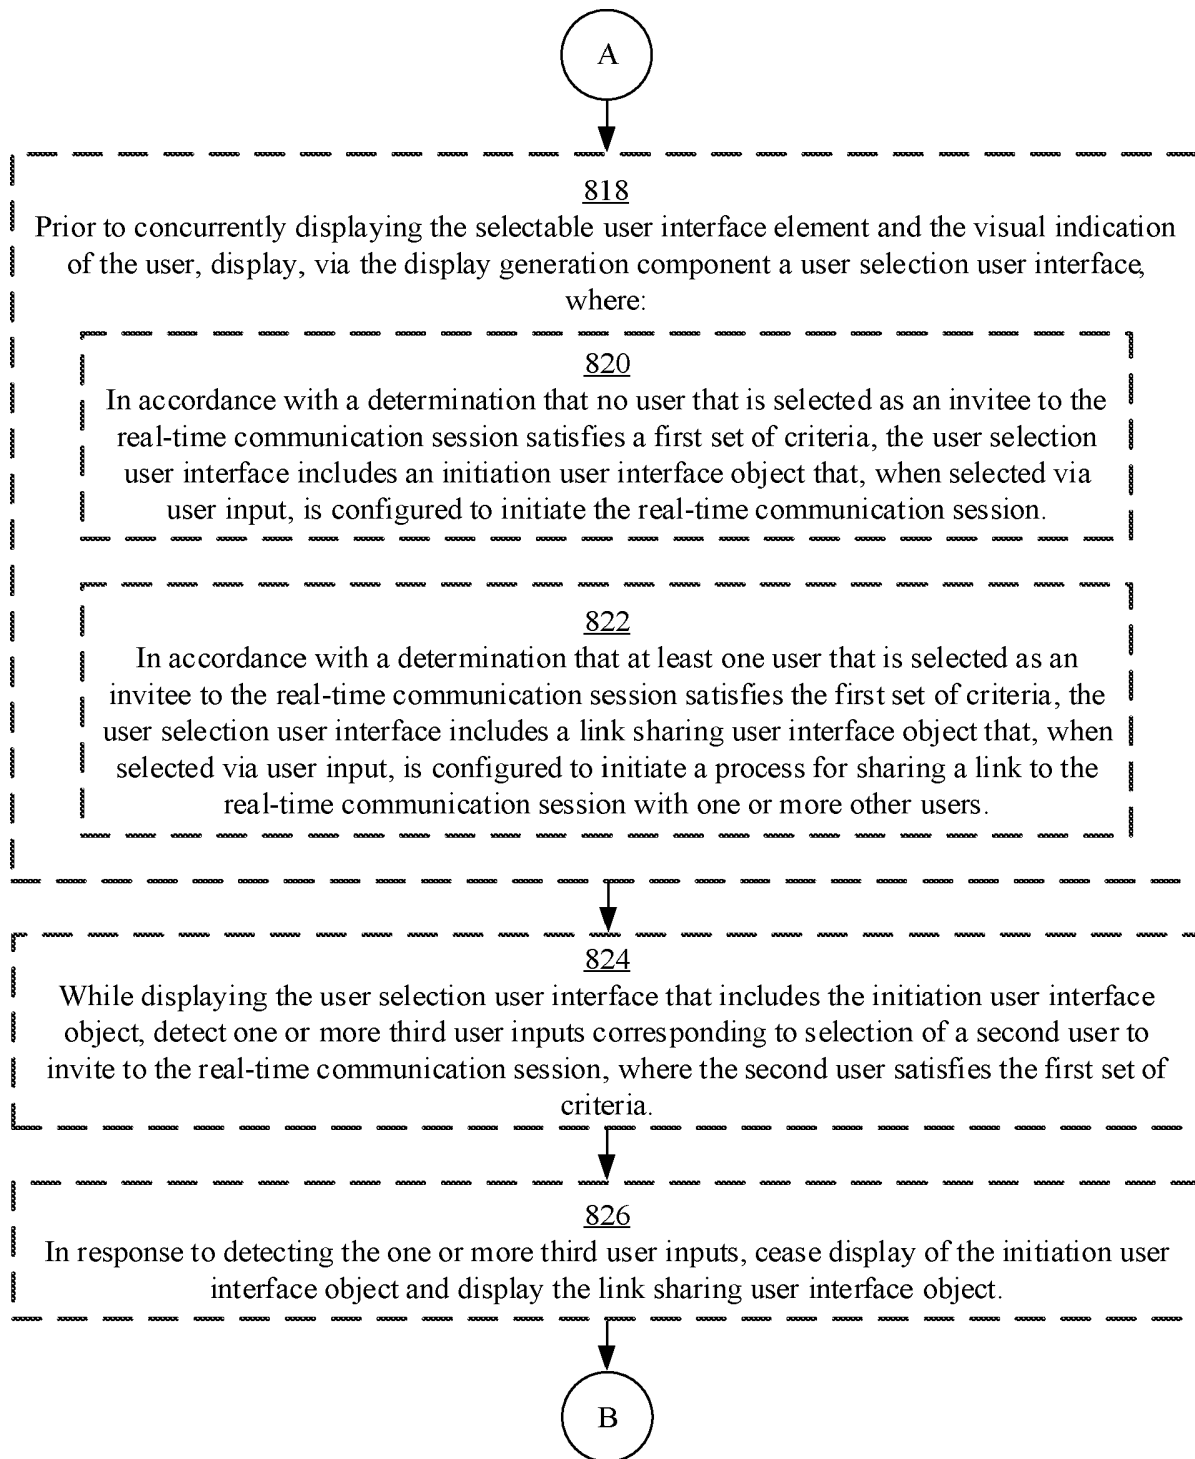 A
818
Prior to concurrently displaying the selectable user interface element and the visual indication
of the user, display, via the display generation component a user selection user interface,
where:
820
In accordance with a determination that no user that is selected as an invitee to the
real-time communication session satisfies a first set of criteria, the user selection
user interface includes an initiation user interface object that, when selected via
user input, is configured to initiate the real-time communication session.
822
In accordance with a determination that at least one user that is selected as an
invitee to the real-time communication session satisfies the first set of criteria, the
user selection user interface includes a link sharing user interface object that, when
selected via user input, is configured to initiate a process for sharing a link to the
real-time communication session with one or more other users.
824
While displaying the user selection user interface that includes the initiation user interface
object, detect one or more third user inputs corresponding to selection of a second user to
invite to the real-time communication session, where the second user satisfies the first set of
criteria.
826
In response to detecting the one or more third user inputs, cease display of the initiation user
interface object and display the link sharing user interface object.
B